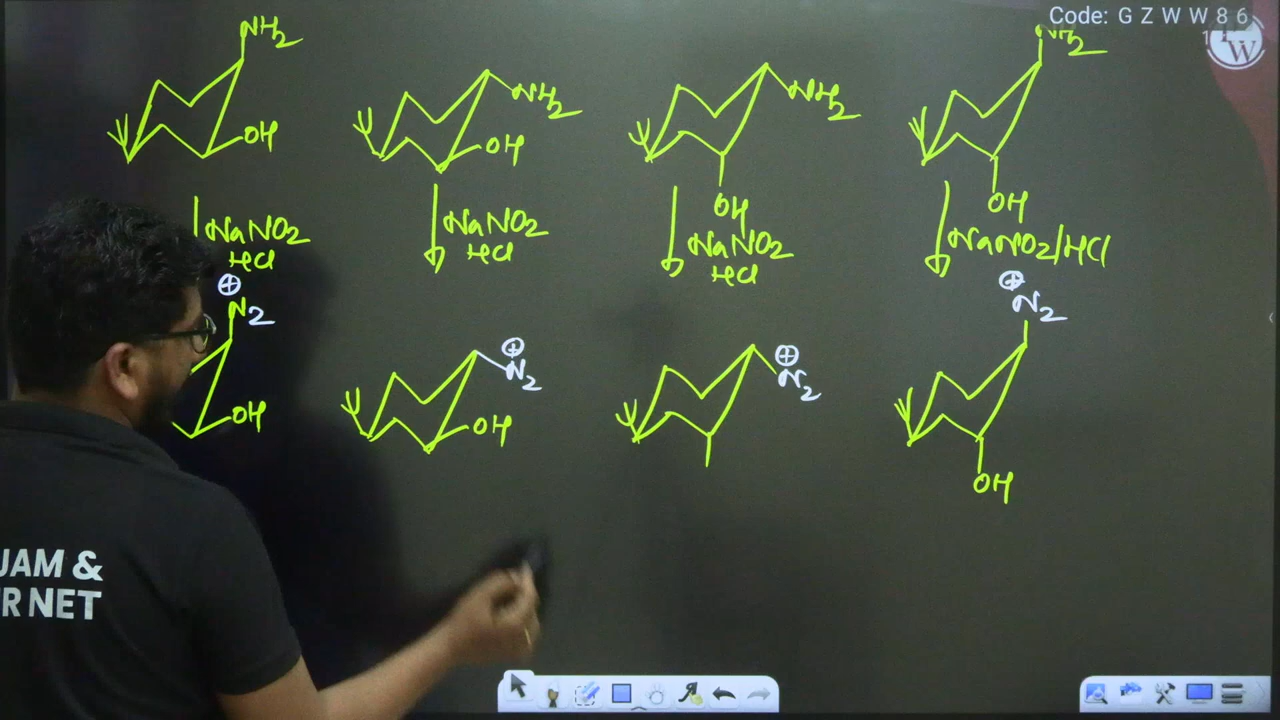 Code: G Z W W 8 6
W
NH2
NH2
NH2
NH2
OH
OH
OH
OH
NaNO2
HCl
NaNO2
HCl
NaNO2
HCl
NaNO2/HCl
⊕
N2
⊕
N2
⊕
N2
⊕
N2
OH
OH
OH
JAM &
R NET